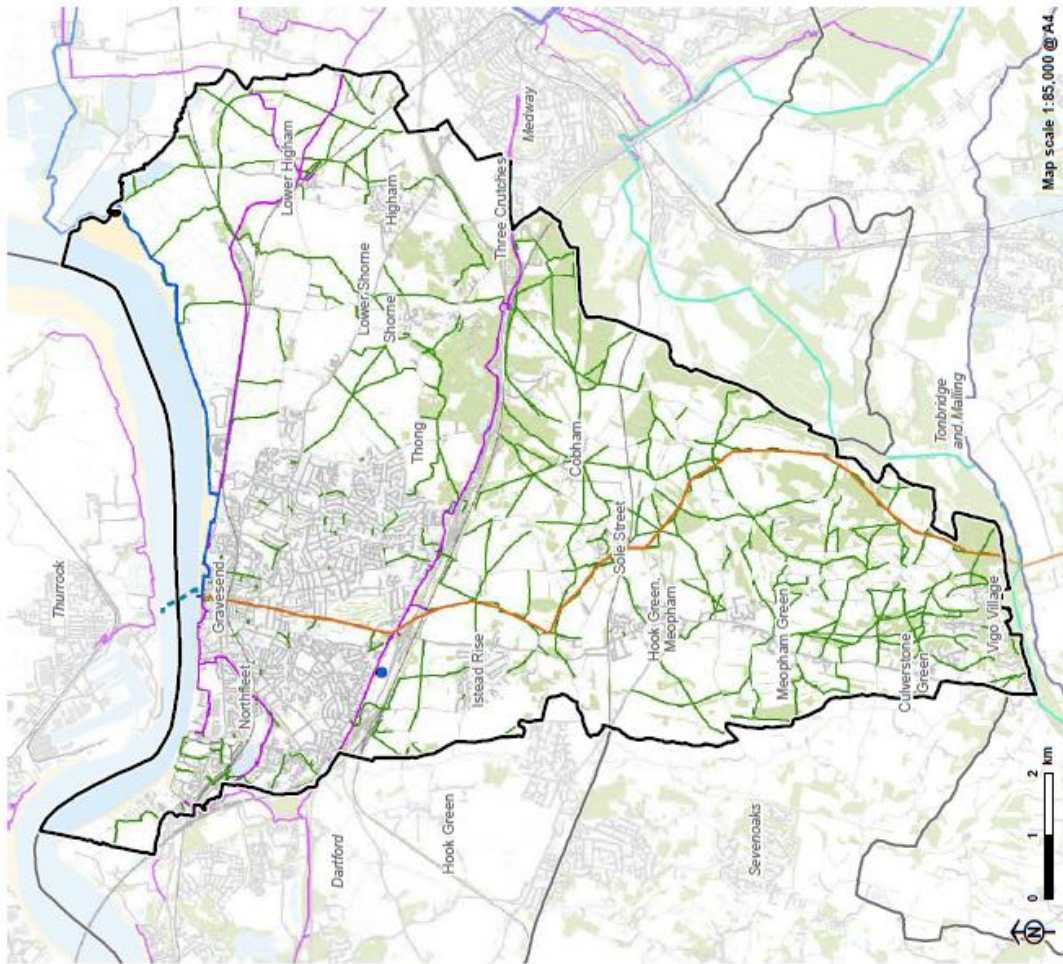 Thurrock
Gravesend
Northfleet
Lower Higham
Higham
Lower Shorne
Shorne
Thong
Three Crutches
Medway
Dartford
Hook Green
Istead Rise
Cobham
Sole Street
Hook Green,
Meopham
Meopham Green
Culverstone
Green
Vigo Village
Sevenoaks
Tonbridge
and Malling
N
0 1 2
km
Map scale 1:85,000 @ A4